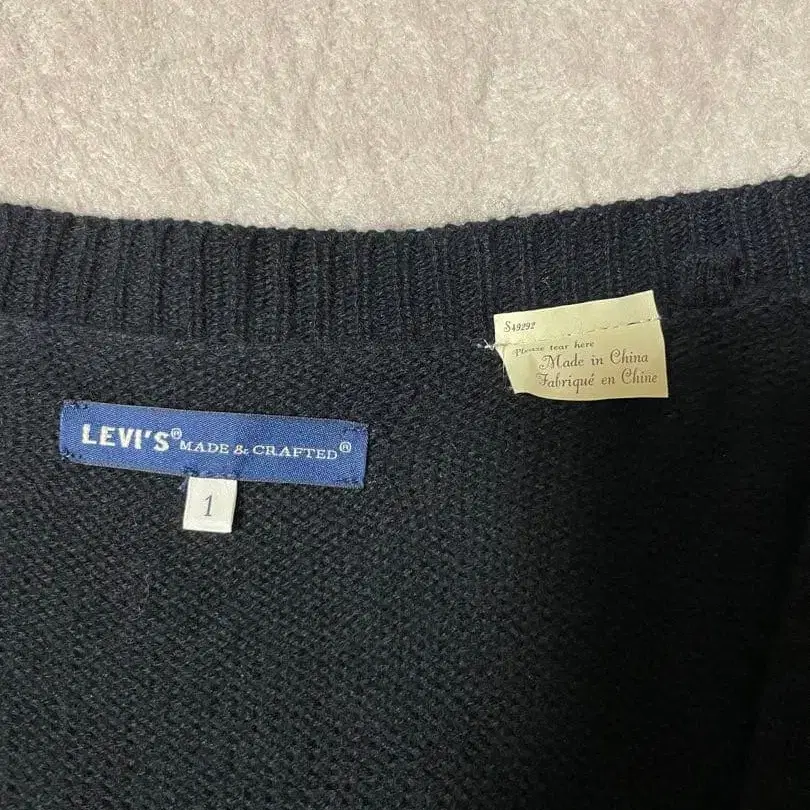 S49292
Please tear here
Made in China
Fabriqué en Chine
LEVI'S® MADE & CRAFTED®
1